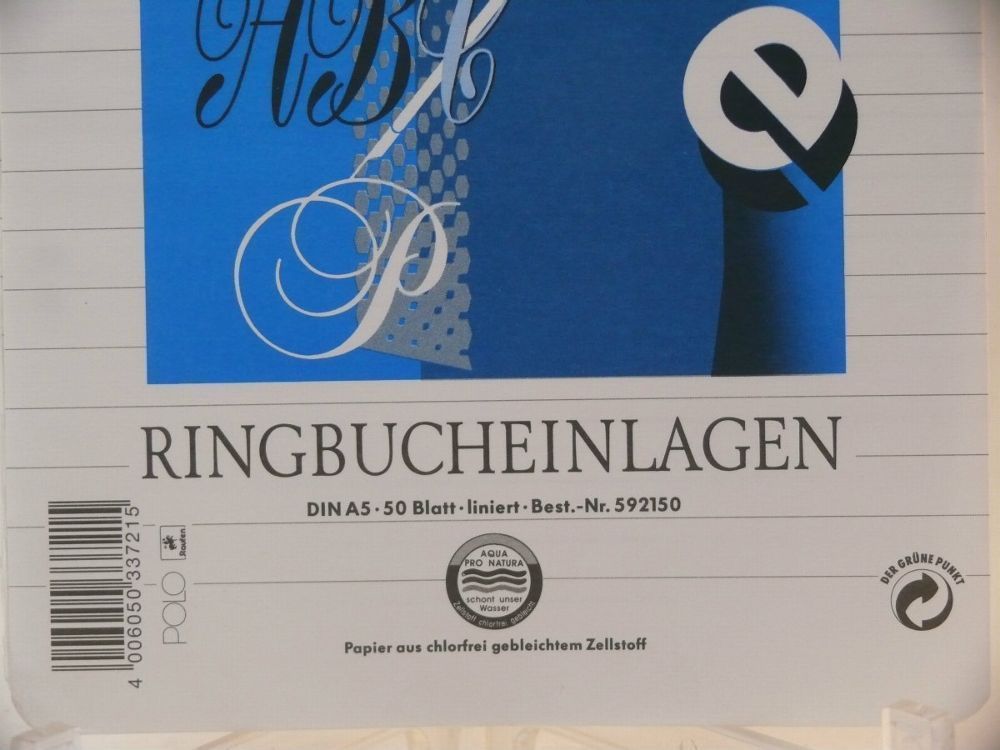 ABX
P
e
RINGBUCHEINLAGEN
DIN A5 · 50 Blatt · liniert · Best.-Nr. 592150
4 006050 337215
POLO
AQUA
PRO NATURA
schont unser
Wasser
Zellstoff chlorfrei gebleicht
DER GRÜNE PUNKT
Papier aus chlorfrei gebleichtem Zellstoff